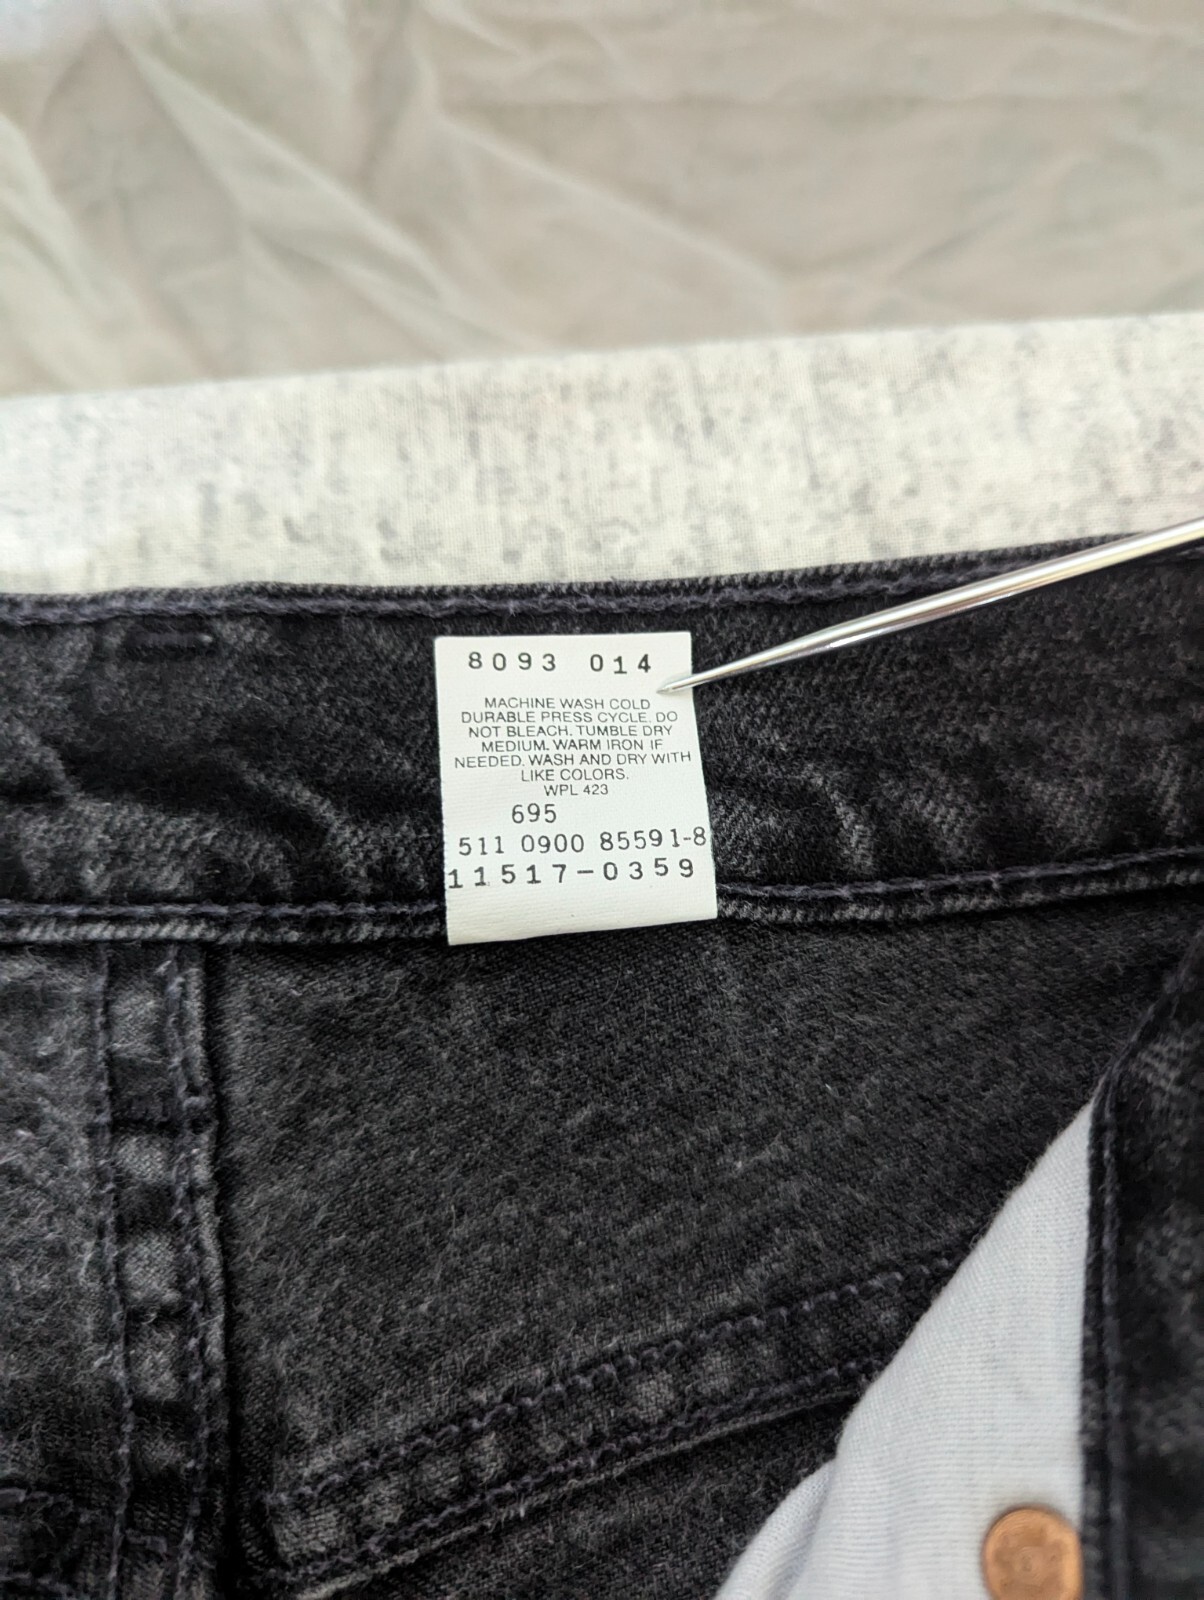 8093 014
MACHINE WASH COLD
DURABLE PRESS CYCLE. DO
NOT BLEACH. TUMBLE DRY
MEDIUM. WARM IRON IF
NEEDED. WASH AND DRY WITH
LIKE COLORS.
WPL 423
695
511 0900 85591-8
11517-0359